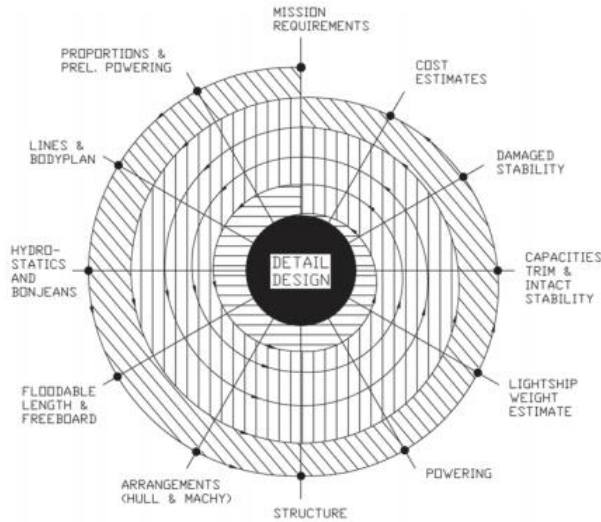 MISSION
REQUIREMENTS
COST
ESTIMATES
DAMAGED
STABILITY
CAPACITIES
TRIM &
INTACT
STABILITY
LIGHTSHIP
WEIGHT
ESTIMATE
POWERING
STRUCTURE
ARRANGEMENTS
(HULL & MACHY)
FLOODABLE
LENGTH &
FREEBOARD
HYDRO-
STATICS
AND
BONJEANS
LINES &
BODYPLAN
PROPORTIONS &
PREL. POWERING
DETAIL
DESIGN